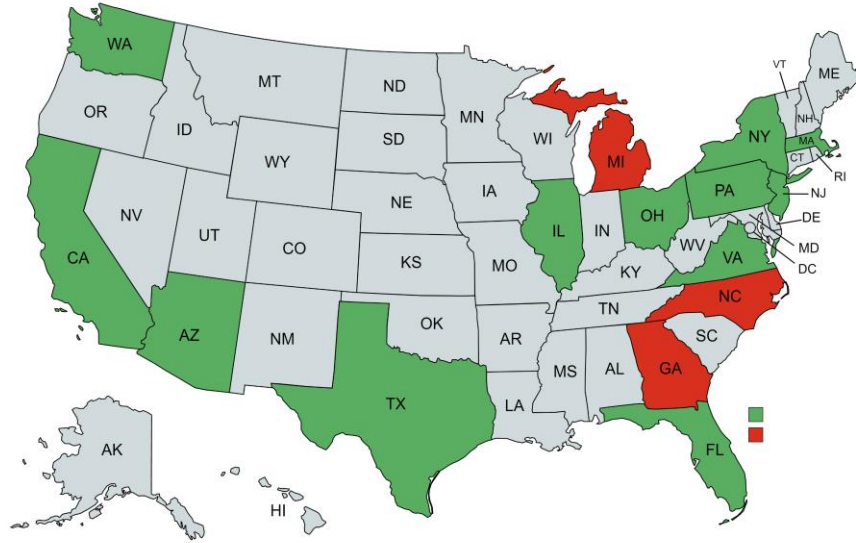 WA
MT
ND
MN
VT
ME
OR
ID
SD
WI
MI
NY
NH
MA
CT
RI
WY
IA
PA
NJ
NE
NV
UT
CO
IL
IN
OH
DE
MD
DC
CA
KS
MO
WV
VA
KY
NC
TN
AZ
NM
OK
AR
SC
MS
AL
GA
TX
LA
FL
AK
HI